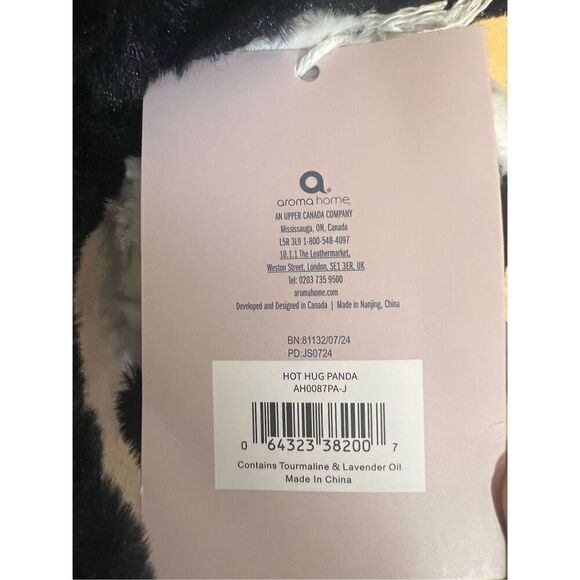 a®
aroma home®
AN UPPER CANADA COMPANY
Mississauga, ON, Canada
L5R 3L9 1-800-548-4097
10.1.1 The Leathermarket,
Weston Street, London, SE1 3ER, UK
Tel: 0203 735 9500
aromahome.com
Developed and Designed in Canada | Made in Nanjing, China
BN:81132/07/24
PD:JS0724
HOT HUG PANDA
AH0087PA-J
0 64323 38200 7
Contains Tourmaline & Lavender Oil
Made In China